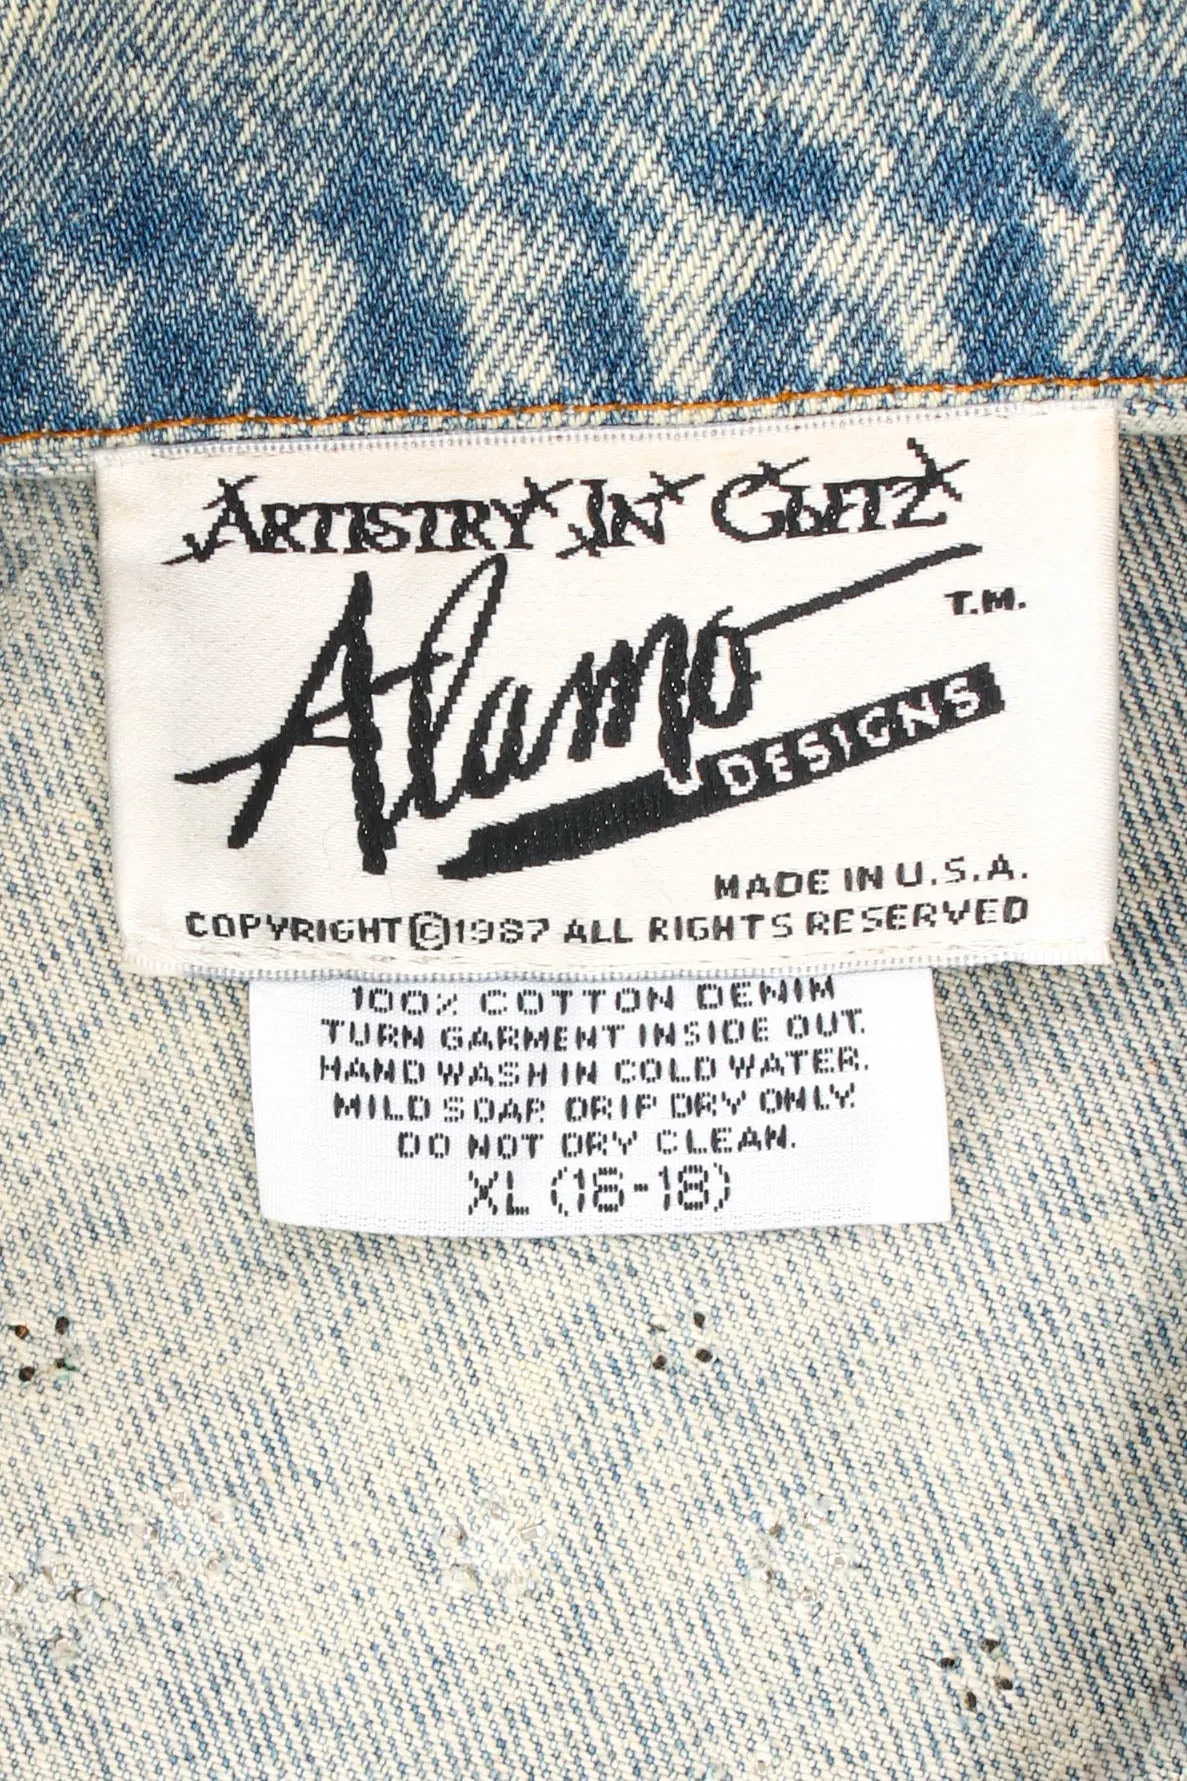 ARTISTRY IN GLITZ
Alamo
T.M.
DESIGNS
MADE IN U.S.A.
COPYRIGHT © 1987 ALL RIGHTS RESERVED
100% COTTON DENIM
TURN GARMENT INSIDE OUT.
HAND WASH IN COLD WATER.
MILD SOAP. DRIP DRY ONLY.
DO NOT DRY CLEAN.
XL (16-18)